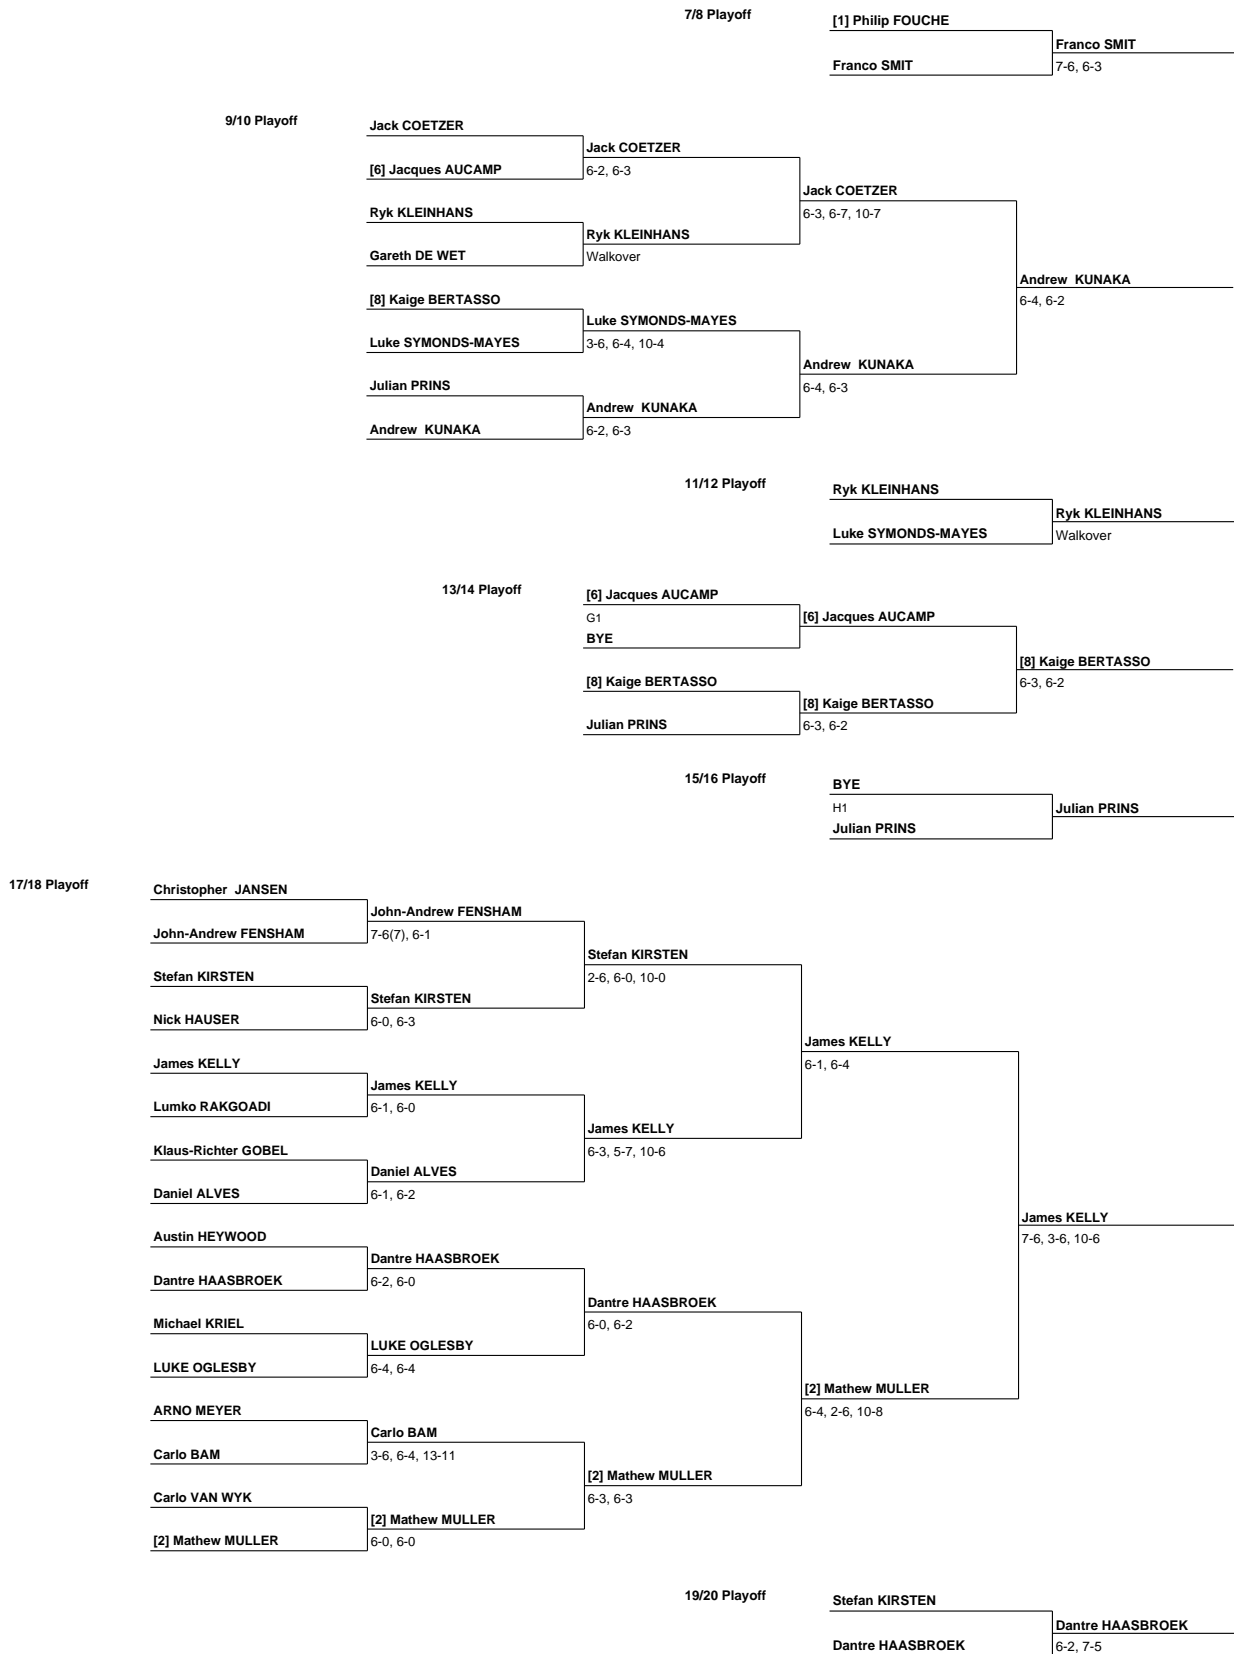 7/8 Playoff
[1] Philip FOUCHE
Franco SMIT
Franco SMIT
7-6, 6-3
9/10 Playoff
Jack COETZER
Jack COETZER
[6] Jacques AUCAMP
6-2, 6-3
Jack COETZER
Ryk KLEINHANS
6-3, 6-7, 10-7
Ryk KLEINHANS
Gareth DE WET
Walkover
Andrew KUNAKA
[8] Kaige BERTASSO
6-4, 6-2
Luke SYMONDS-MAYES
Luke SYMONDS-MAYES
3-6, 6-4, 10-4
Andrew KUNAKA
Julian PRINS
6-4, 6-3
Andrew KUNAKA
Andrew KUNAKA
6-2, 6-3
11/12 Playoff
Ryk KLEINHANS
Ryk KLEINHANS
Luke SYMONDS-MAYES
Walkover
13/14 Playoff
[6] Jacques AUCAMP
G1
[6] Jacques AUCAMP
BYE
[8] Kaige BERTASSO
[8] Kaige BERTASSO
6-3, 6-2
[8] Kaige BERTASSO
Julian PRINS
6-3, 6-2
15/16 Playoff
BYE
H1
Julian PRINS
Julian PRINS
17/18 Playoff
Christopher JANSEN
John-Andrew FENSHAM
John-Andrew FENSHAM
7-6(7), 6-1
Stefan KIRSTEN
Stefan KIRSTEN
2-6, 6-0, 10-0
Stefan KIRSTEN
Nick HAUSER
6-0, 6-3
James KELLY
James KELLY
6-1, 6-4
James KELLY
Lumko RAKGOADI
6-1, 6-0
James KELLY
Klaus-Richter GOBEL
6-3, 5-7, 10-6
Daniel ALVES
Daniel ALVES
6-1, 6-2
James KELLY
Austin HEYWOOD
7-6, 3-6, 10-6
Dantre HAASBROEK
Dantre HAASBROEK
6-2, 6-0
Dantre HAASBROEK
Michael KRIEL
6-0, 6-2
LUKE OGLESBY
LUKE OGLESBY
6-4, 6-4
[2] Mathew MULLER
ARNO MEYER
6-4, 2-6, 10-8
Carlo BAM
Carlo BAM
3-6, 6-4, 13-11
[2] Mathew MULLER
Carlo VAN WYK
6-3, 6-3
[2] Mathew MULLER
[2] Mathew MULLER
6-0, 6-0
19/20 Playoff
Stefan KIRSTEN
Dantre HAASBROEK
Dantre HAASBROEK
6-2, 7-5